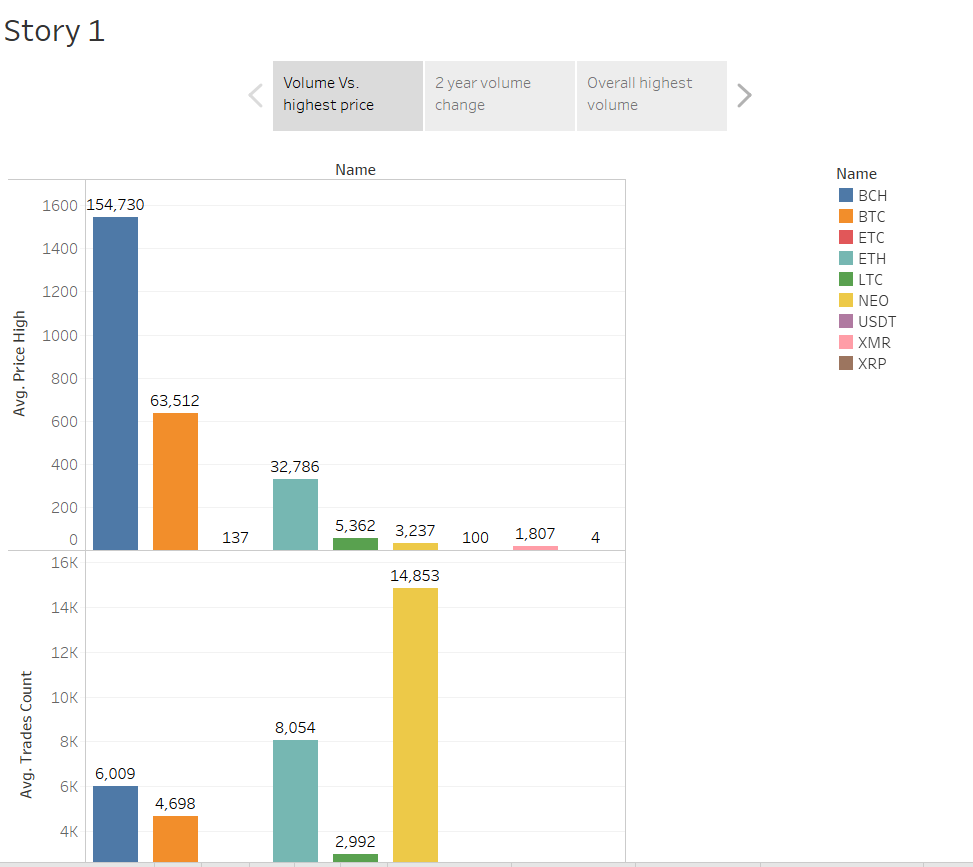 Story 1
Volume Vs.
highest price
2 year volume
change
Overall highest
volume
Name
Avg. Price High
1600
1400
1200
1000
800
600
400
200
0
154,730
63,512
137
32,786
5,362
3,237
100
1,807
4
Avg. Trades Count
16K
14K
12K
10K
8K
6K
4K
6,009
4,698
8,054
2,992
14,853
Name
BCH
BTC
ETC
ETH
LTC
NEO
USDT
XMR
XRP